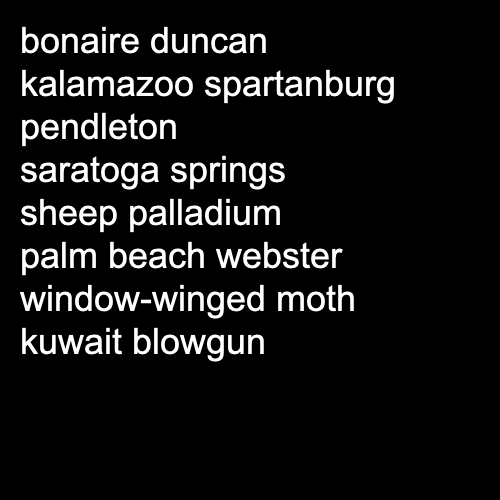 bonaire duncan
kalamazoo spartanburg
pendleton
saratoga springs
sheep palladium
palm beach webster
window-winged moth
kuwait blowgun